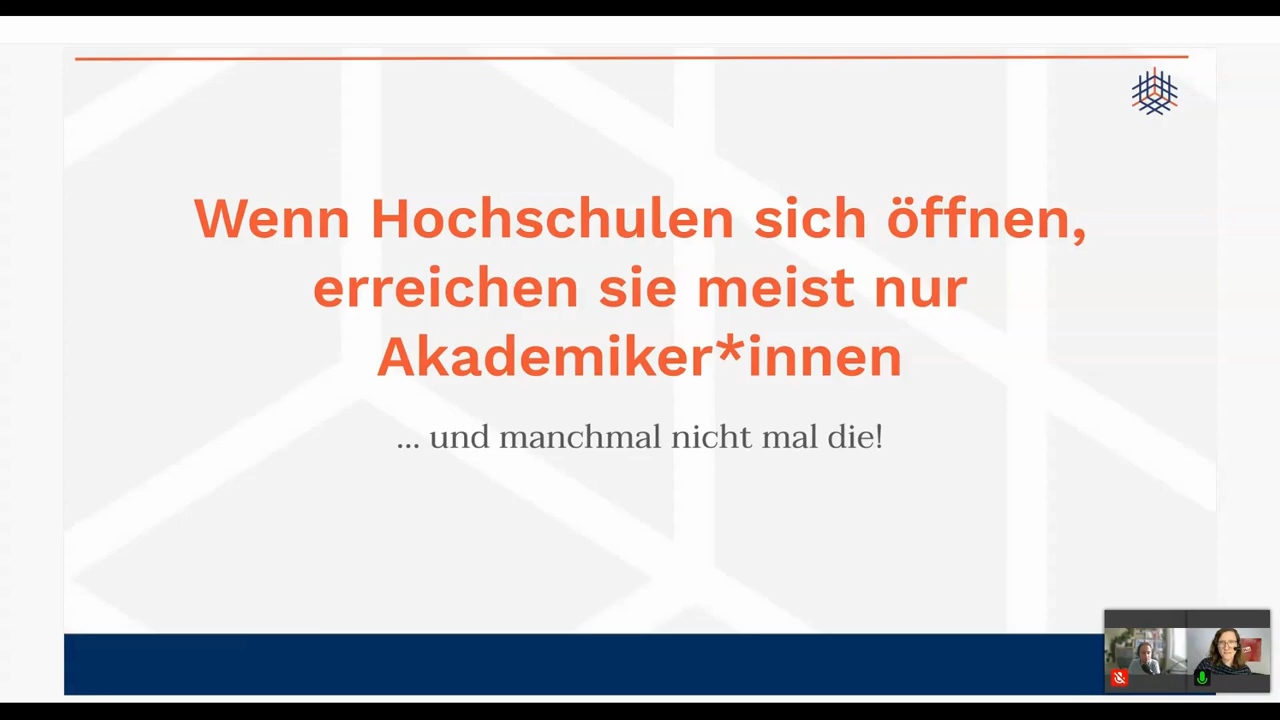 Wenn Hochschulen sich öffnen,
erreichen sie meist nur
Akademiker*innen
... und manchmal nicht mal die!